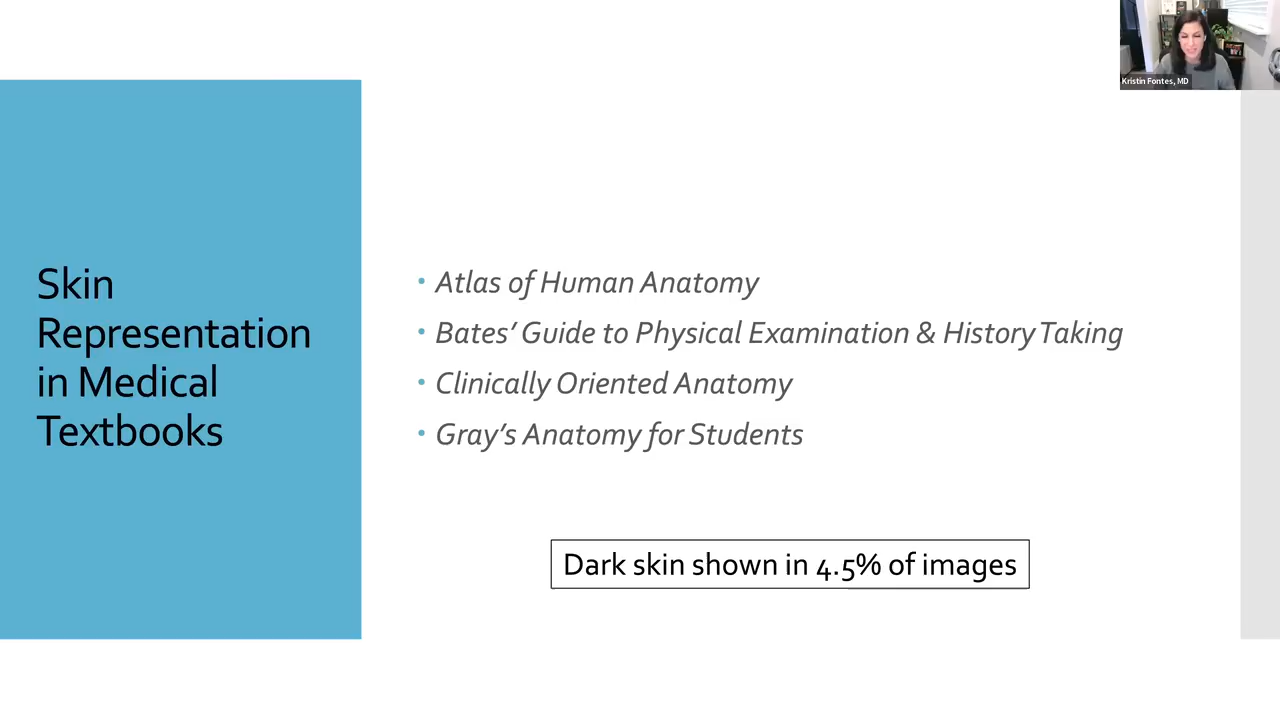 Kristin Fontes, MD
Skin
Representation
in Medical
Textbooks
• Atlas of Human Anatomy
• Bates' Guide to Physical Examination & History Taking
• Clinically Oriented Anatomy
• Gray's Anatomy for Students
Dark skin shown in 4.5% of images